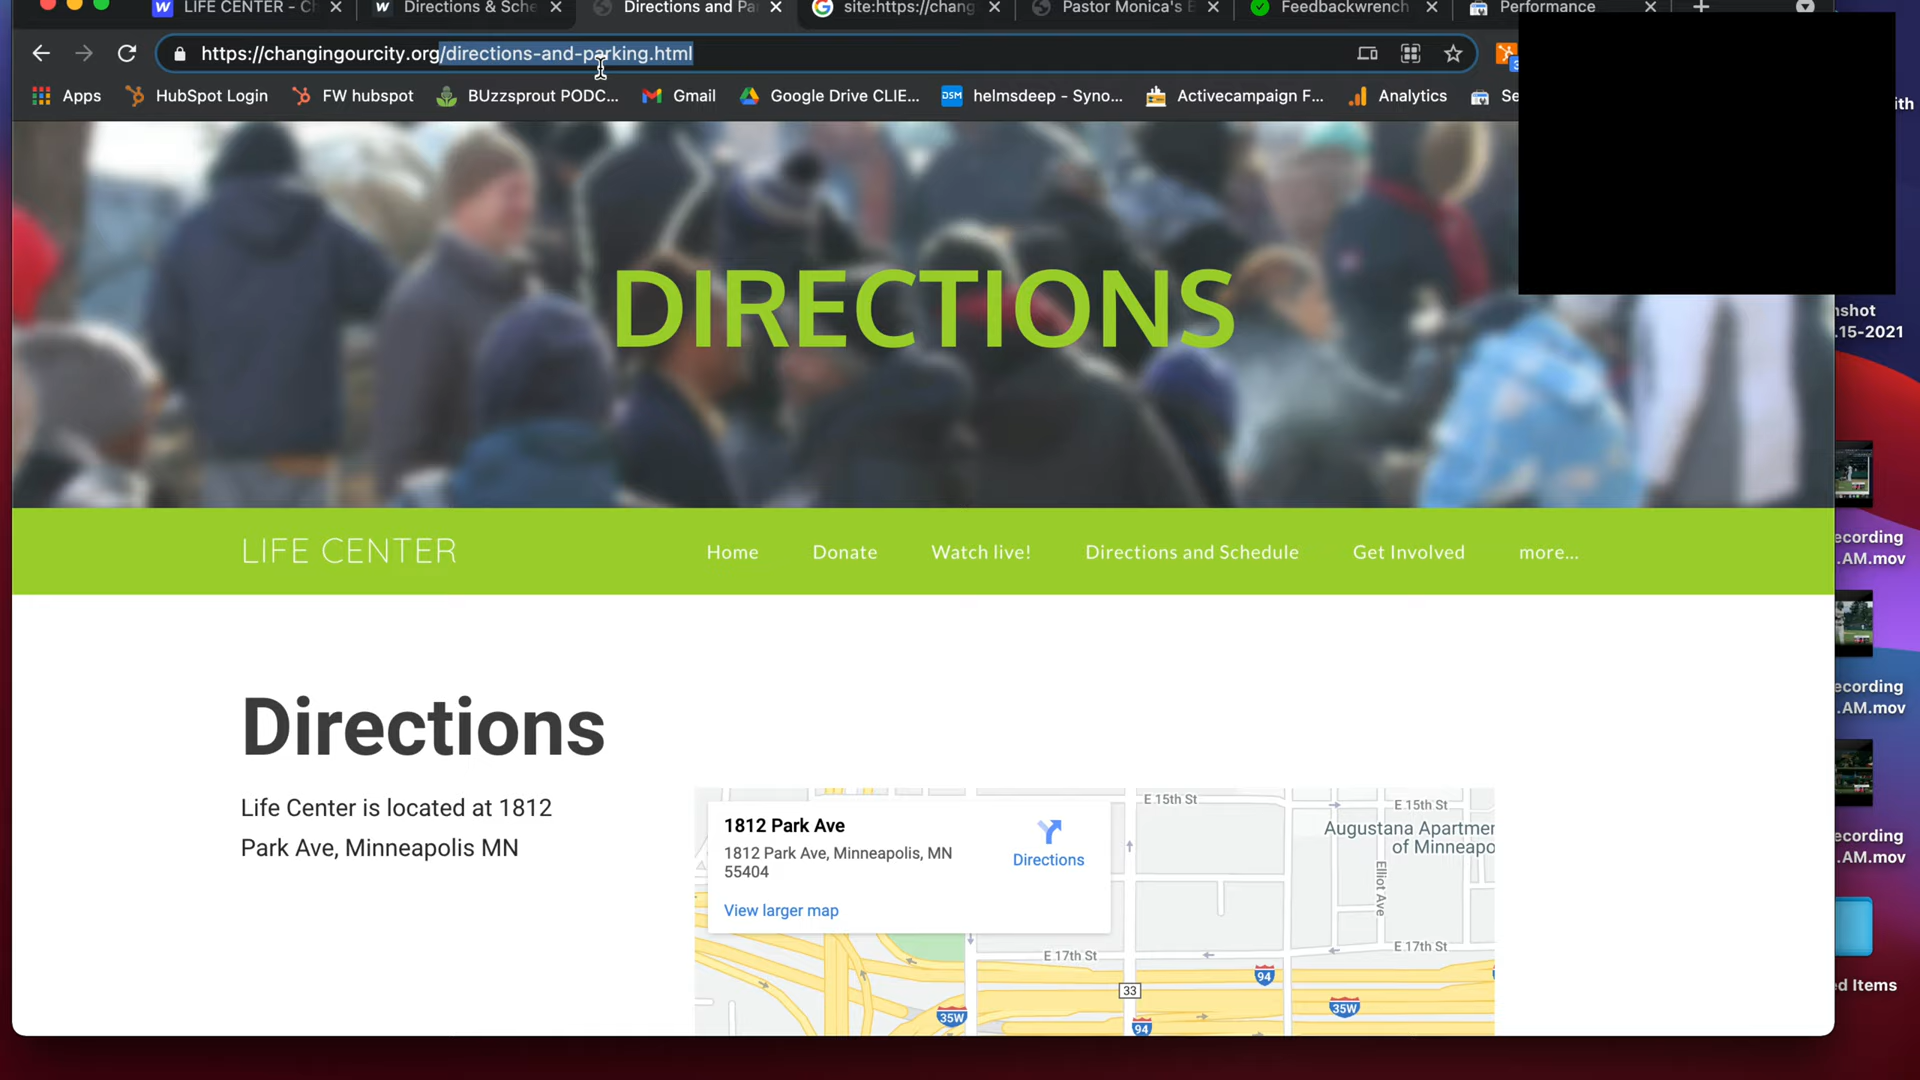 LIFE CENTER - C
Directions & Sche
Directions and Pa
site:https://chang
Pastor Monica's
Feedbackwrench
Performance
https://changingourcity.org/directions-and-parking.html
Apps
HubSpot Login
FW hubspot
BUzzsprout PODC...
Gmail
Google Drive CLIE...
DSM
helmsdeep - Syno...
Activecampaign F...
Analytics
Se
ith
nshot
.15-2021
DIRECTIONS
LIFE CENTER
Home
Donate
Watch live!
Directions and Schedule
Get Involved
more...
ecording
.AM.mov
Directions
Life Center is located at 1812
Park Ave, Minneapolis MN
1812 Park Ave
1812 Park Ave, Minneapolis, MN
55404
Directions
View larger map
E 15th St
E 15th St
Augustana Apartmen
of Minneapo
Elliot Ave
E 17th St
E 17th St
94
33
35W
94
35W
ecording
.AM.mov
ecording
.AM.mov
d Items